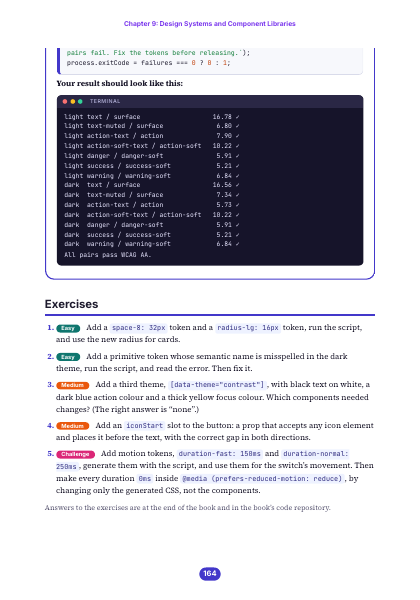 Chapter 9: Design Systems and Component Libraries
pairs fail. Fix the tokens before releasing.`);
process.exitCode = failures === 0 ? 0 : 1;
Your result should look like this:
TERMINAL
light text / surface 16.78 ✓
light text-muted / surface 6.80 ✓
light action-text / action 7.90 ✓
light action-soft-text / action-soft 10.22 ✓
light danger / danger-soft 5.91 ✓
light success / success-soft 5.21 ✓
light warning / warning-soft 6.84 ✓
dark text / surface 16.56 ✓
dark text-muted / surface 7.34 ✓
dark action-text / action 5.73 ✓
dark action-soft-text / action-soft 10.22 ✓
dark danger / danger-soft 5.91 ✓
dark success / success-soft 5.21 ✓
dark warning / warning-soft 6.84 ✓
All pairs pass WCAG AA.
Exercises
1. Easy Add a space-8: 32px token and a radius-lg: 16px token, run the script,
and use the new radius for cards.
2. Easy Add a primitive token whose semantic name is misspelled in the dark
theme, run the script, and read the error. Then fix it.
3. Medium Add a third theme, [data-theme="contrast"], with black text on white, a
dark blue action colour and a thick yellow focus colour. Which components needed
changes? (The right answer is “none”.)
4. Medium Add an iconStart slot to the button: a prop that accepts any icon element
and places it before the text, with the correct gap in both directions.
5. Challenge Add motion tokens, duration-fast: 150ms and duration-normal:
250ms, generate them with the script, and use them for the switch’s movement. Then
make every duration 0ms inside @media (prefers-reduced-motion: reduce), by
changing only the generated CSS, not the components.
Answers to the exercises are at the end of the book and in the book’s code repository.
164